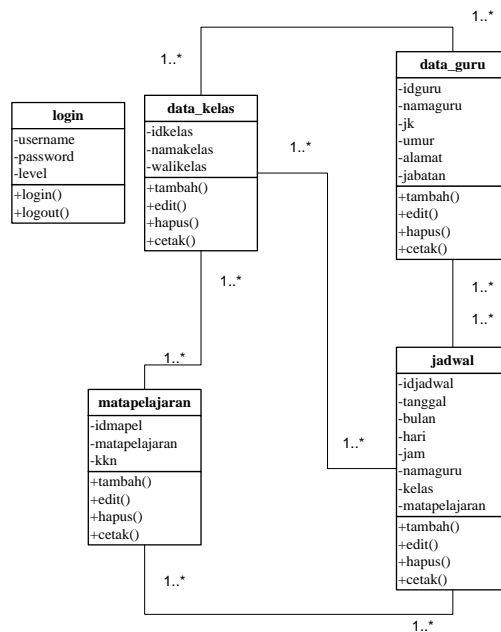 1..*
1..*
login
-username
-password
-level
+login()
+logout()
data_kelas
-idkelas
-namakelas
-walikelas
+tambah()
+edit()
+hapus()
+cetak()
1..*
data_guru
-idguru
-namaguru
-jk
-umur
-alamat
-jabatan
+tambah()
+edit()
+hapus()
+cetak()
1..*
1..*
1..*
1..*
matapelajaran
-idmapel
-matapelajaran
-kkn
+tambah()
+edit()
+hapus()
+cetak()
1..*
jadwal
-idjadwal
-tanggal
-bulan
-hari
-jam
-namaguru
-kelas
-matapelajaran
+tambah()
+edit()
+hapus()
+cetak()
1..*
1..*